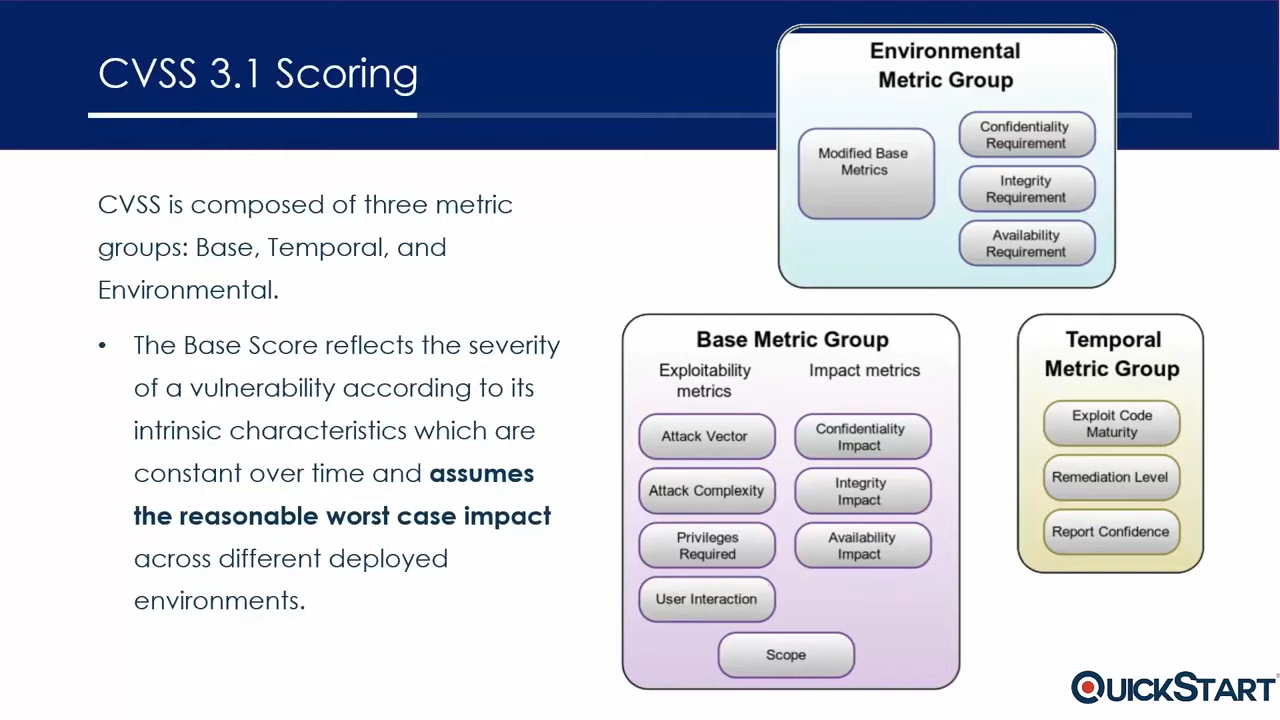 CVSS 3.1 Scoring
CVSS is composed of three metric
groups: Base, Temporal, and
Environmental.
• The Base Score reflects the severity
of a vulnerability according to its
intrinsic characteristics which are
constant over time and assumes
the reasonable worst case impact
across different deployed
environments.
Environmental
Metric Group
Modified Base
Metrics
Confidentiality
Requirement
Integrity
Requirement
Availability
Requirement
Base Metric Group
Exploitability
metrics
Attack Vector
Attack Complexity
Privileges
Required
User Interaction
Impact metrics
Confidentiality
Impact
Integrity
Impact
Availability
Impact
Scope
Temporal
Metric Group
Exploit Code
Maturity
Remediation Level
Report Confidence
QUICKSTART